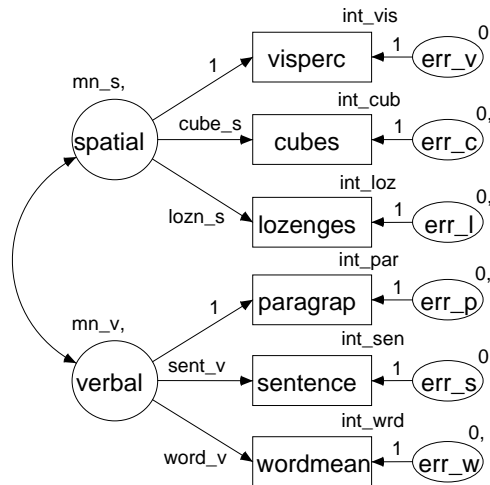 int_vis
0
1
visperc
1
err_v
mn_s,
int_cub
0,
spatial
cube_s
cubes
1
err_c
int_loz
0,
lozn_s
lozenges
1
err_l
int_par
0,
1
paragrap
1
err_p
mn_v,
int_sen
0
verbal
sent_v
sentence
1
err_s
int_wrd
0,
word_v
wordmean
1
err_w